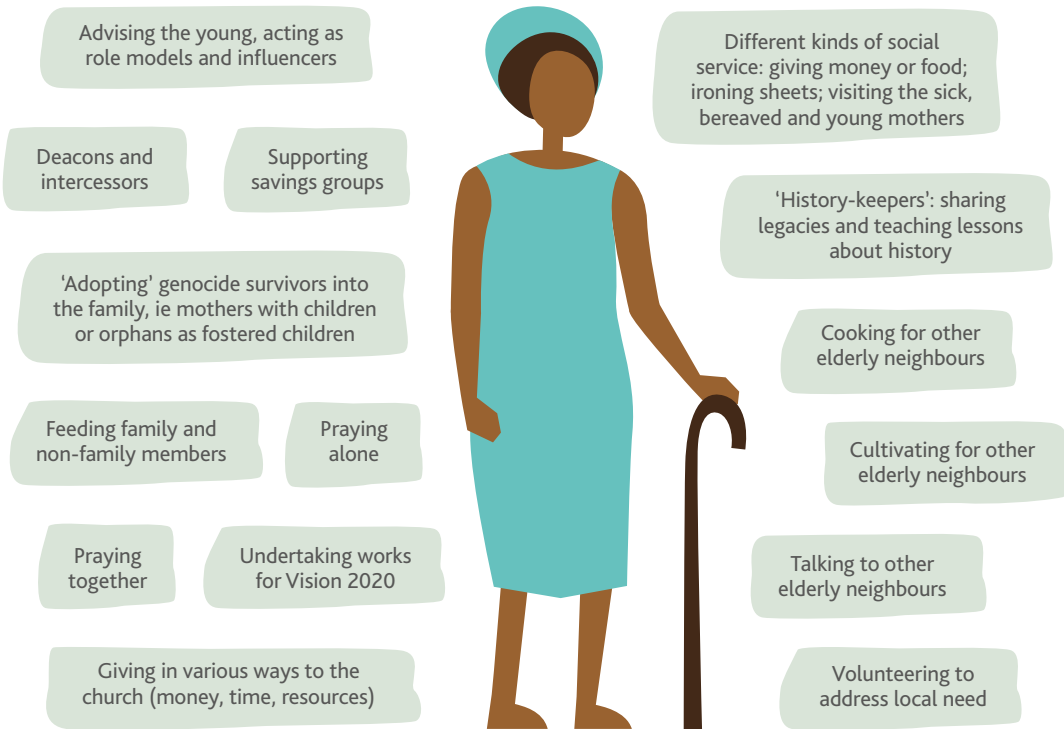 Advising the young, acting as
role models and influencers
Deacons and
intercessors
Supporting
savings groups
‘Adopting’ genocide survivors into
the family, ie mothers with children
or orphans as fostered children
Feeding family and
non-family members
Praying
alone
Praying
together
Undertaking works
for Vision 2020
Giving in various ways to the
church (money, time, resources)
Different kinds of social
service: giving money or food;
ironing sheets; visiting the sick,
bereaved and young mothers
‘History-keepers’: sharing
legacies and teaching lessons
about history
Cooking for other
elderly neighbours
Cultivating for other
elderly neighbours
Talking to other
elderly neighbours
Volunteering to
address local need